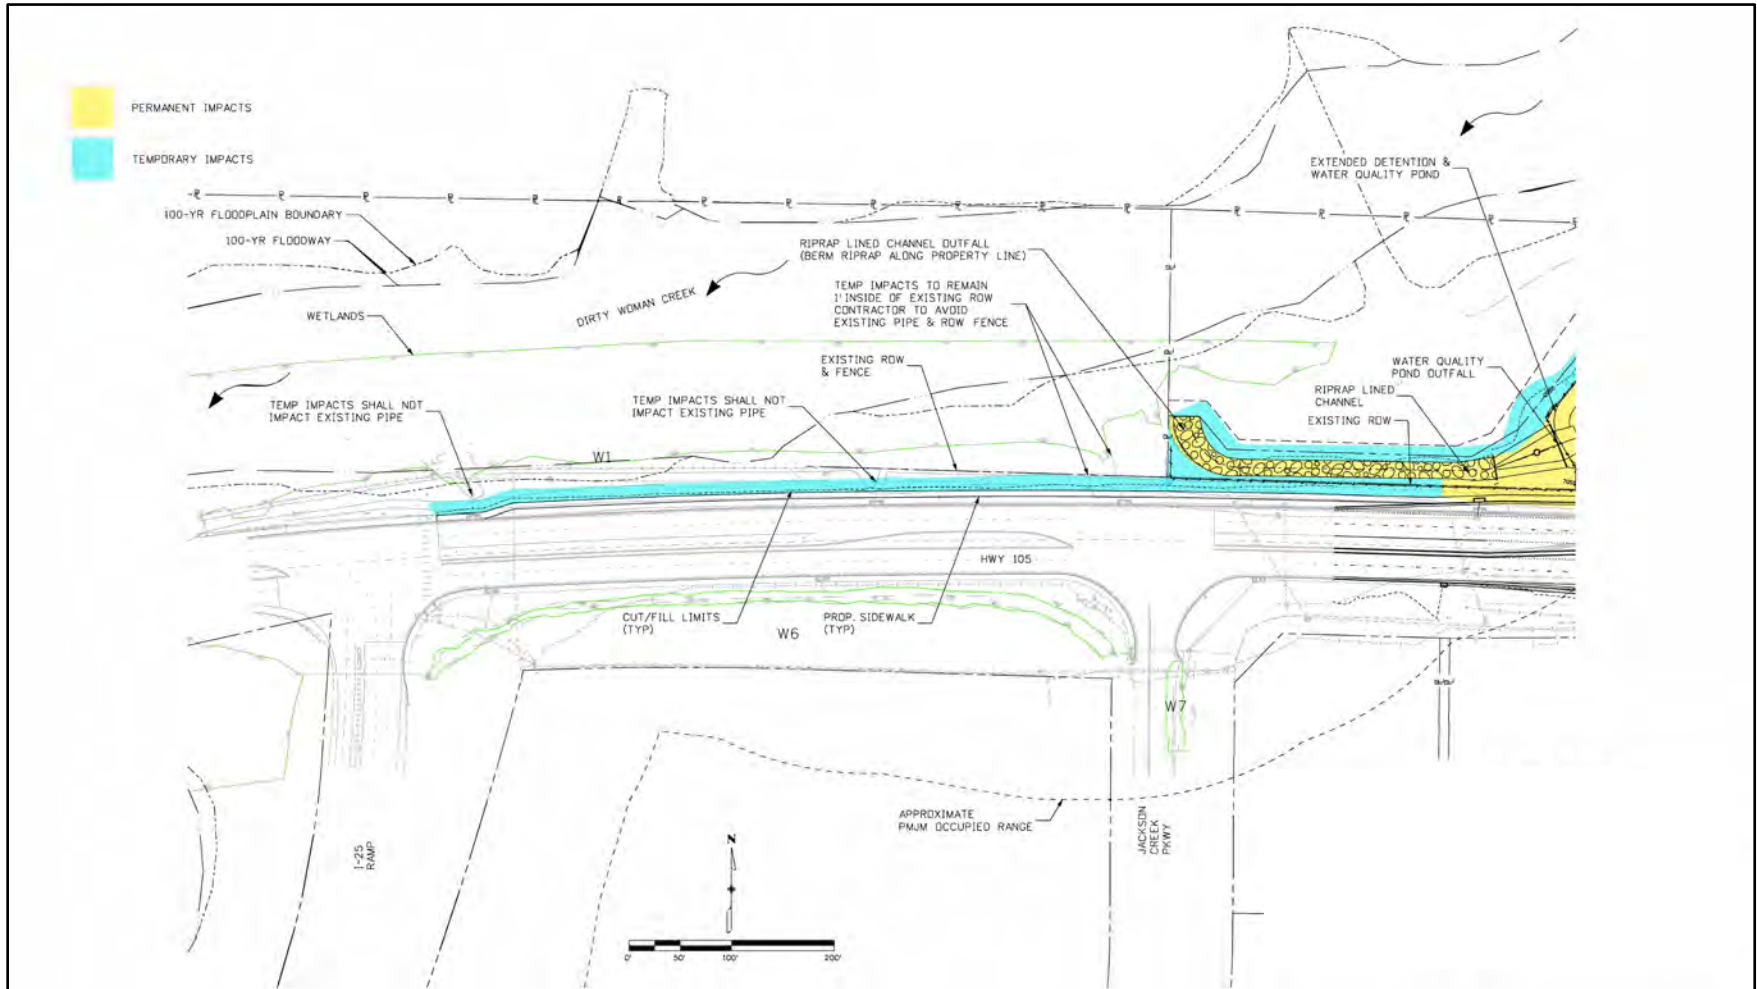 PERMANENT IMPACTS
TEMPORARY IMPACTS
EXTENDED DETENTION &
WATER QUALITY POND
100-YR FLOODPLAIN BOUNDARY
100-YR FLOODWAY
RIPRAP LINED CHANNEL OUTFALL
(BERM RIPRAP ALONG PROPERTY LINE)
TEMP IMPACTS TO REMAIN
1' INSIDE OF EXISTING ROW
CONTRACTOR TO AVOID
EXISTING PIPE & ROW FENCE
DIRTY WOMAN CREEK
WETLANDS
EXISTING ROW
& FENCE
WATER QUALITY
POND OUTFALL
RIPRAP LINED
CHANNEL
EXISTING ROW
TEMP IMPACTS SHALL NOT
IMPACT EXISTING PIPE
TEMP IMPACTS SHALL NOT
IMPACT EXISTING PIPE
W1
HWY 105
CUT/FILL LIMITS
(TYP)
W6
PROP. SIDEWALK
(TYP)
W7
APPROXIMATE
PMJM OCCUPIED RANGE
I-25
RAMP
JACKSON
CREEK
PKWY
N
0' 50' 100' 200'